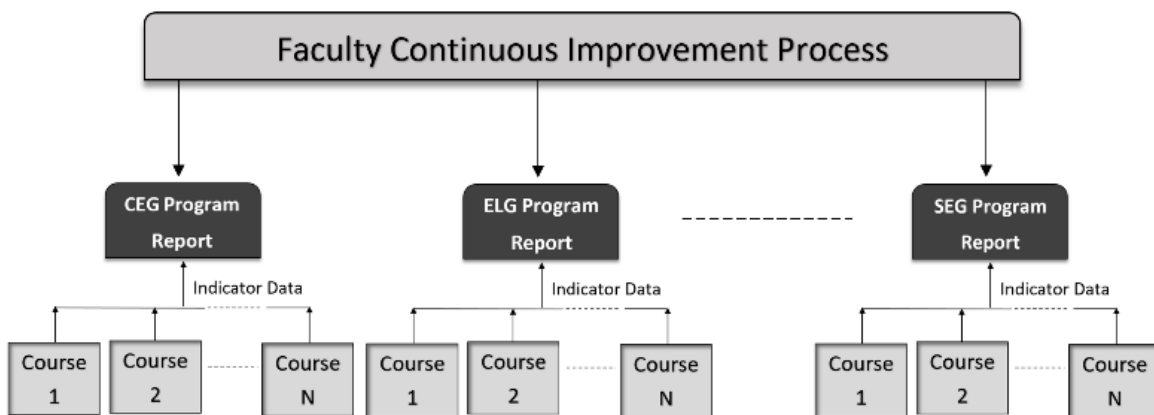 Faculty Continuous Improvement Process
CEG Program
Report
ELG Program
Report
SEG Program
Report
Indicator Data
Indicator Data
Indicator Data
Course
1
Course
2
Course
N
Course
1
Course
2
Course
N
Course
1
Course
2
Course
N